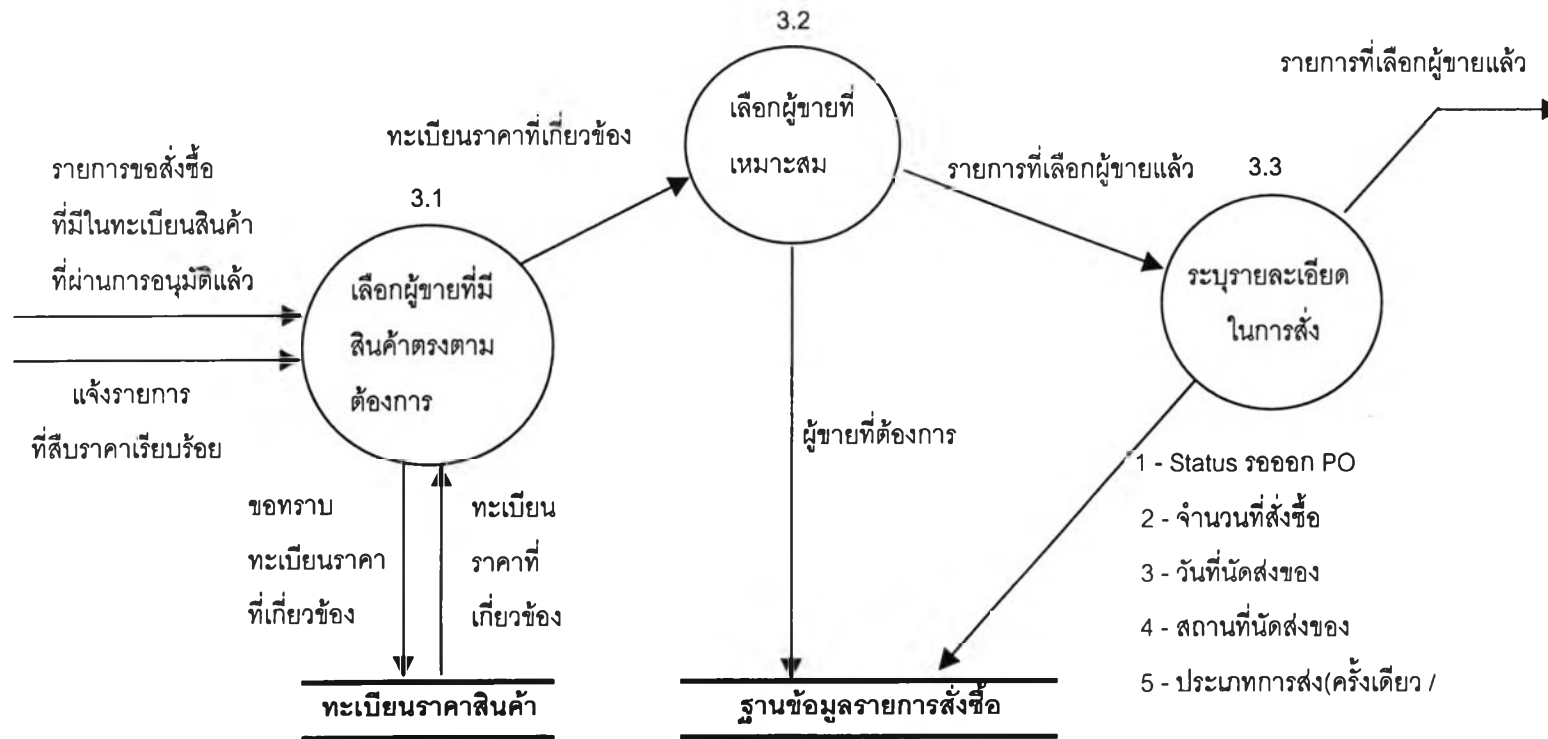 3.2
รายการที่เลือกผู้ขายแล้ว
เลือกผู้ขายที่
เหมาะสม
ทะเบียนราคาที่เกี่ยวข้อง
รายการขอสั่งซื้อ
ที่มีในทะเบียนสินค้า
ที่ผ่านการอนุมัติแล้ว
รายการที่เลือกผู้ขายแล้ว
3.3
3.1
เลือกผู้ขายที่มี
สินค้าตรงตาม
ต้องการ
ระบุรายละเอียด
ในการสั่ง
แจ้งรายการ
ที่สืบราคาเรียบร้อย
ผู้ขายที่ต้องการ
1 - Status รอออก PO
2 - จำนวนที่สั่งซื้อ
3 - วันที่นัดส่งของ
4 - สถานที่นัดส่งของ
5 - ประเภทการส่ง(ครั้งเดียว /
ขอทราบ
ทะเบียนราคา
ที่เกี่ยวข้อง
ทะเบียน
ราคาที่
เกี่ยวข้อง
ทะเบียนราคาสินค้า
ฐานข้อมูลรายการสั่งซื้อ